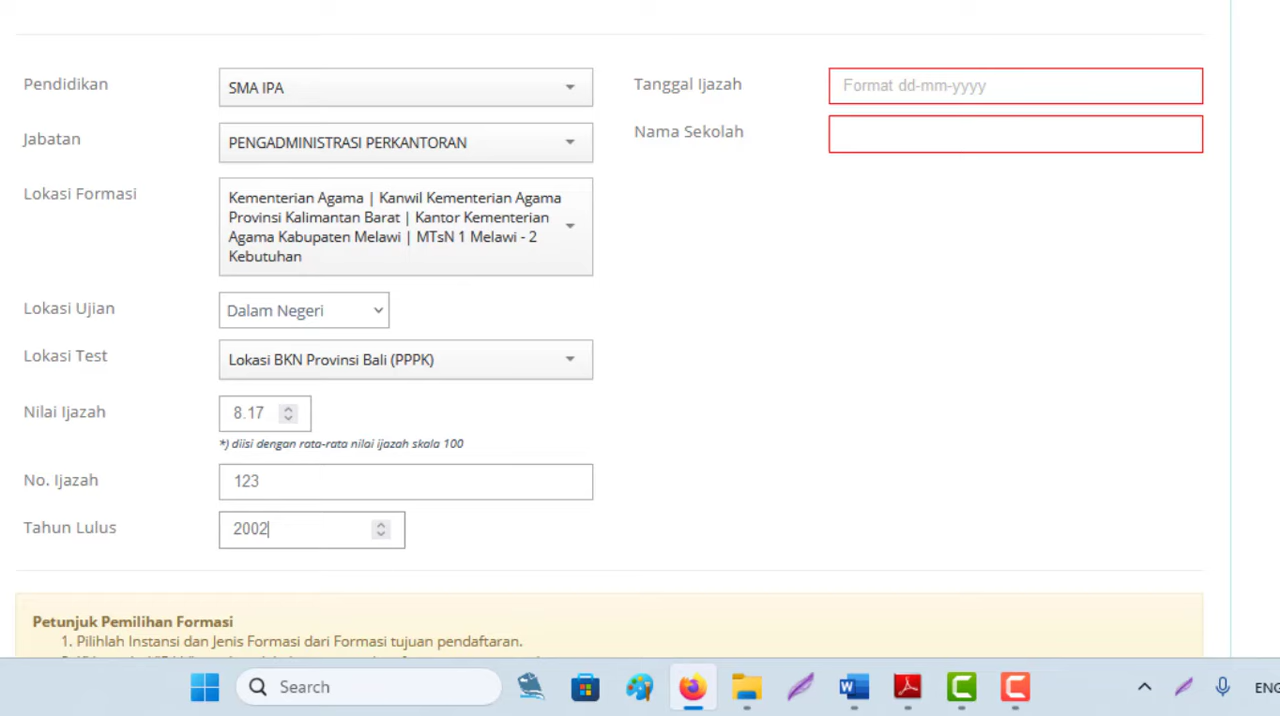 Pendidikan
SMA IPA
Jabatan
PENGADMINISTRASI PERKANTORAN
Lokasi Formasi
Kementerian Agama | Kanwil Kementerian Agama
Provinsi Kalimantan Barat | Kantor Kementerian
Agama Kabupaten Melawi | MTsN 1 Melawi - 2
Kebutuhan
Lokasi Ujian
Dalam Negeri
Lokasi Test
Lokasi BKN Provinsi Bali (PPPK)
Nilai Ijazah
8.17
*) diisi dengan rata-rata nilai ijazah skala 100
No. Ijazah
123
Tahun Lulus
2002
Tanggal Ijazah
Format dd-mm-yyyy
Nama Sekolah
Petunjuk Pemilihan Formasi
1. Pilihlah Instansi dan Jenis Formasi dari Formasi tujuan pendaftaran.
Search
ENG